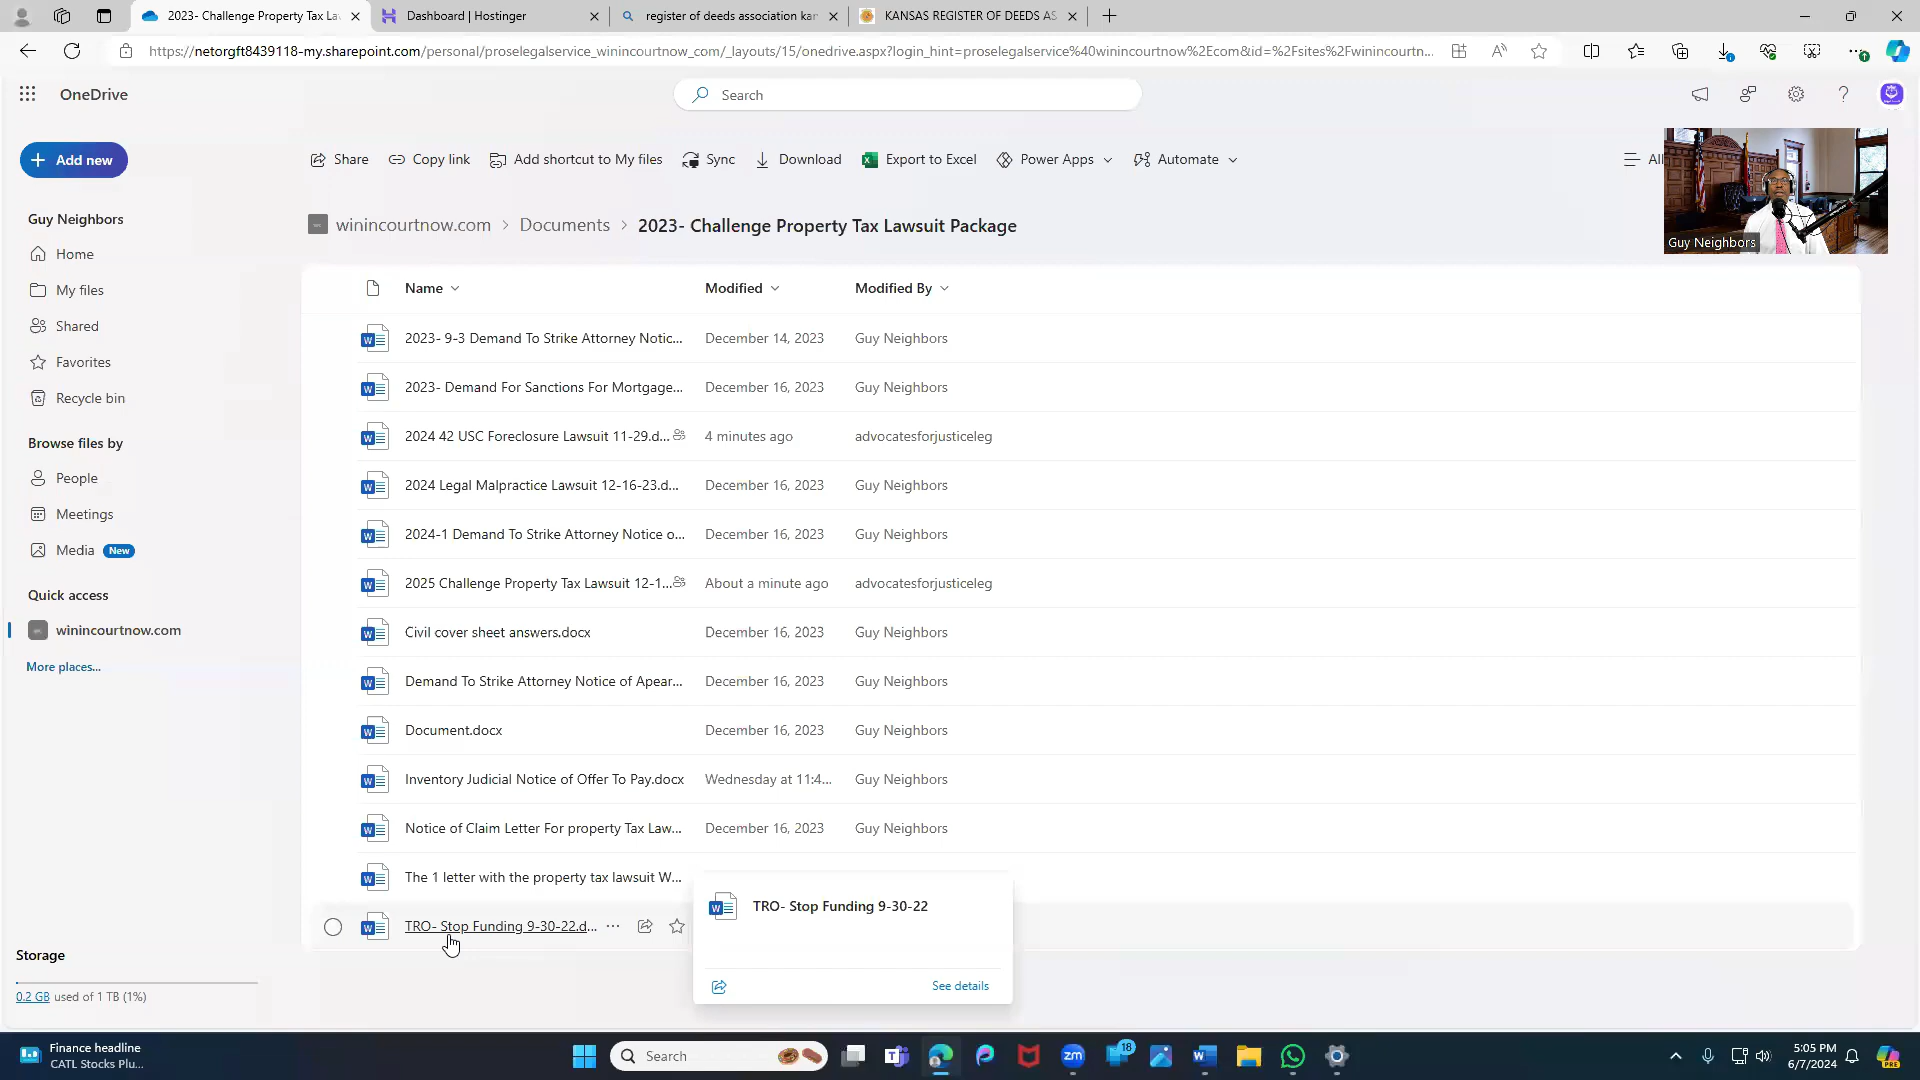 2023- Challenge Property Tax La
Dashboard | Hostinger
register of deeds association kan
KANSAS REGISTER OF DEEDS AS
https://netorgft8439118-my.sharepoint.com/personal/proselegalservice_winincourtnow_com/_layouts/15/onedrive.aspx?login_hint=proselegalservice%40winincourtnow%2Ecom&id=%2Fsites%2Fwinincourtn...
OneDrive
Search
Add new
Share
Copy link
Add shortcut to My files
Sync
Download
Export to Excel
Power Apps
Automate
All
Guy Neighbors
Guy Neighbors
Home
My files
Shared
Favorites
Recycle bin
Browse files by
People
Meetings
Media New
Quick access
winincourtnow.com
More places...
Storage
0.2 GB used of 1 TB (1%)
winincourtnow.com > Documents > 2023- Challenge Property Tax Lawsuit Package
Name Modified Modified By
2023- 9-3 Demand To Strike Attorney Notic... December 14, 2023 Guy Neighbors
2023- Demand For Sanctions For Mortgage... December 16, 2023 Guy Neighbors
2024 42 USC Foreclosure Lawsuit 11-29.d... 4 minutes ago advocatesforjusticeleg
2024 Legal Malpractice Lawsuit 12-16-23.d... December 16, 2023 Guy Neighbors
2024-1 Demand To Strike Attorney Notice o... December 16, 2023 Guy Neighbors
2025 Challenge Property Tax Lawsuit 12-1... About a minute ago advocatesforjusticeleg
Civil cover sheet answers.docx December 16, 2023 Guy Neighbors
Demand To Strike Attorney Notice of Apear... December 16, 2023 Guy Neighbors
Document.docx December 16, 2023 Guy Neighbors
Inventory Judicial Notice of Offer To Pay.docx Wednesday at 11:4... Guy Neighbors
Notice of Claim Letter For property Tax Law... December 16, 2023 Guy Neighbors
The 1 letter with the property tax lawsuit W...
TRO- Stop Funding 9-30-22.d...
TRO- Stop Funding 9-30-22
See details
Finance headline
CATL Stocks Plu...
Search
zm
18
5:05 PM
6/7/2024
PRE